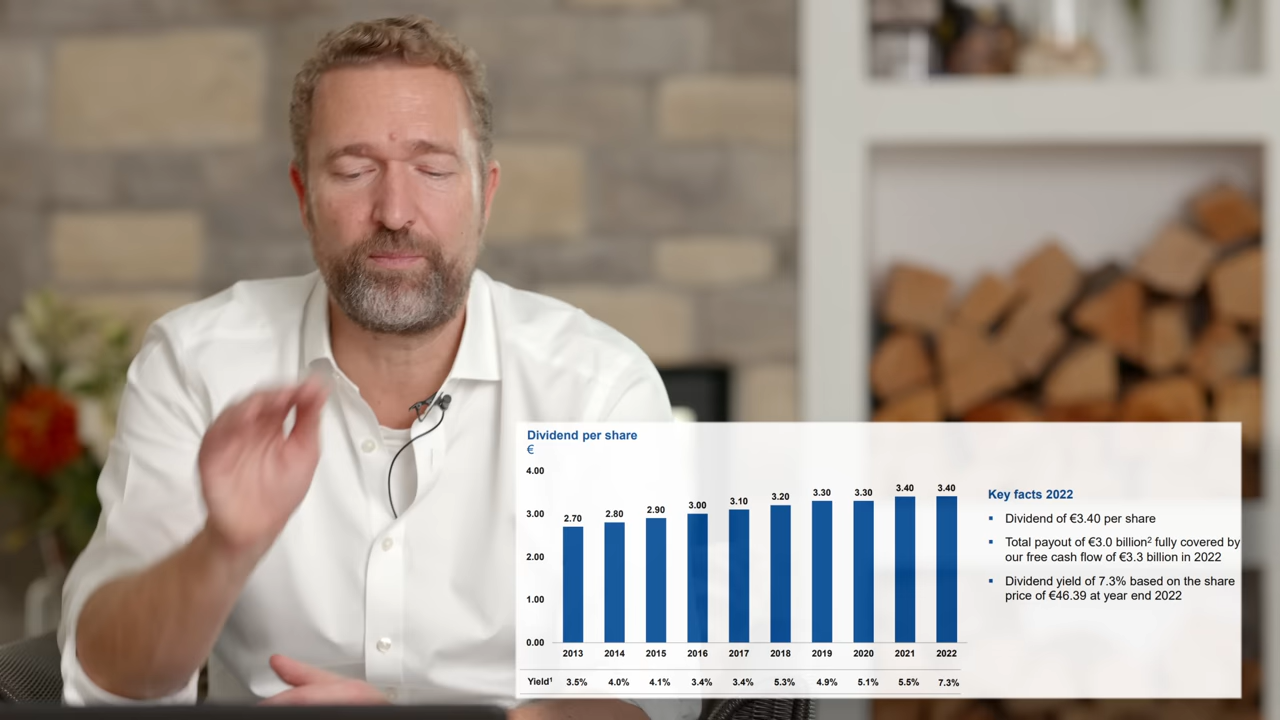 Dividend per share
€
4.00
3.00
2.00
1.00
0.00
2.70 2.80 2.90 3.00 3.10 3.20 3.30 3.30 3.40 3.40
2013 2014 2015 2016 2017 2018 2019 2020 2021 2022
Yield¹ 3.5% 4.0% 4.1% 3.4% 3.4% 5.3% 4.9% 5.1% 5.5% 7.3%
Key facts 2022
▪ Dividend of €3.40 per share
▪ Total payout of €3.0 billion² fully covered by
our free cash flow of €3.3 billion in 2022
▪ Dividend yield of 7.3% based on the share
price of €46.39 at year end 2022